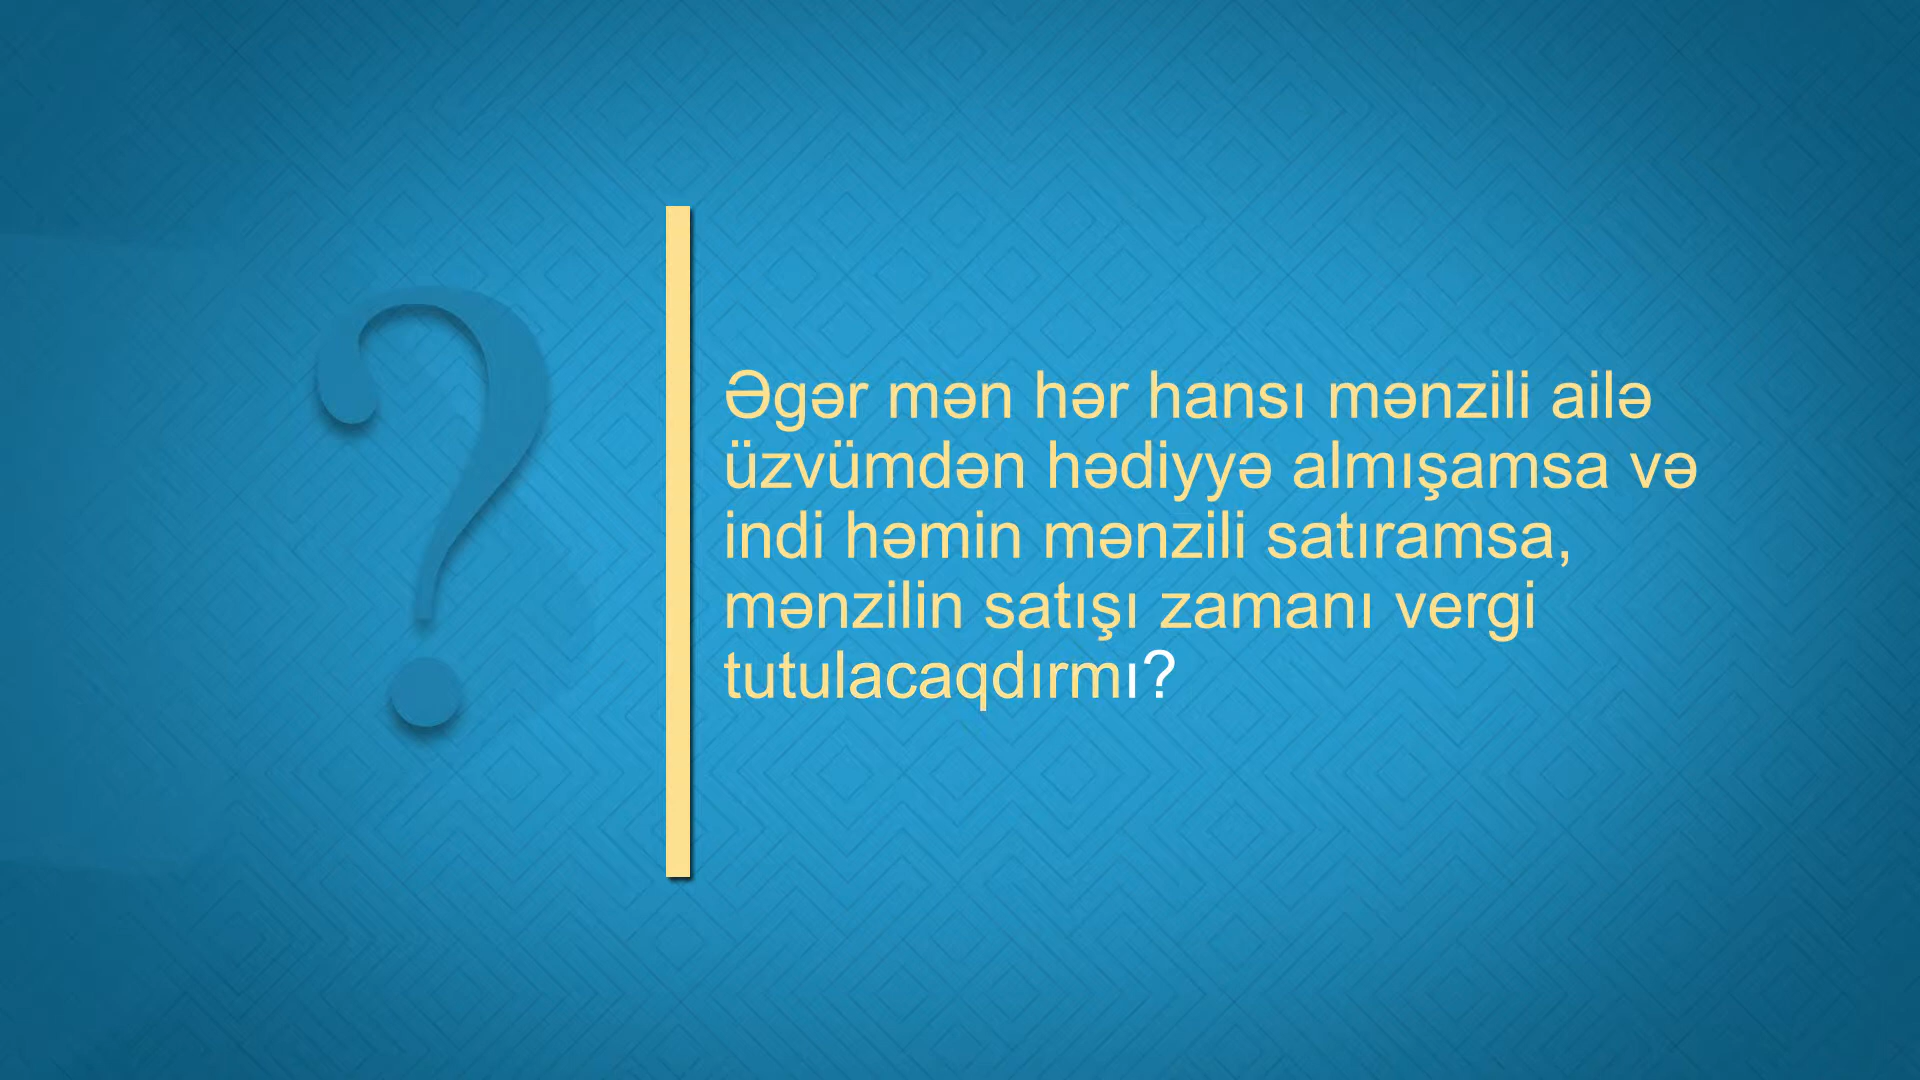 Əgər mən hər hansı mənzili ailə
üzvümdən hədiyyə almışamsa və
indi həmin mənzili satıramsa,
mənzilin satışı zamanı vergi
tutulacaqdırmı?